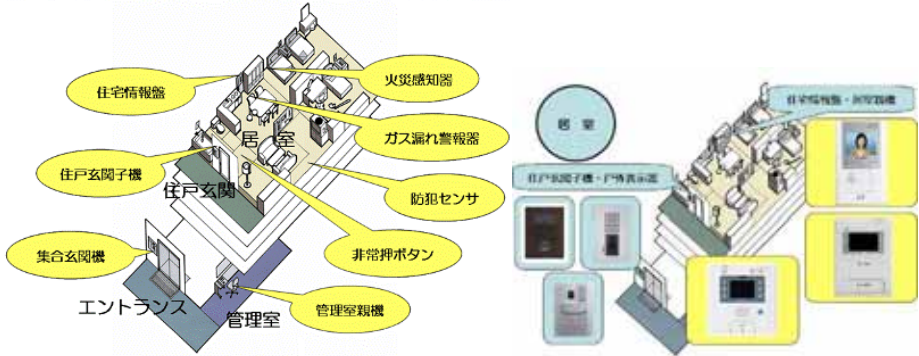 住宅情報盤
火災感知器
居 室
ガス漏れ警報器
住戸玄関子機
住戸玄関
防犯センサ
集合玄関機
非常押ボタン
エントランス
管理室
管理室親機
居 室
住宅情報盤・居室親機
住戸玄関子機・戸外表示器